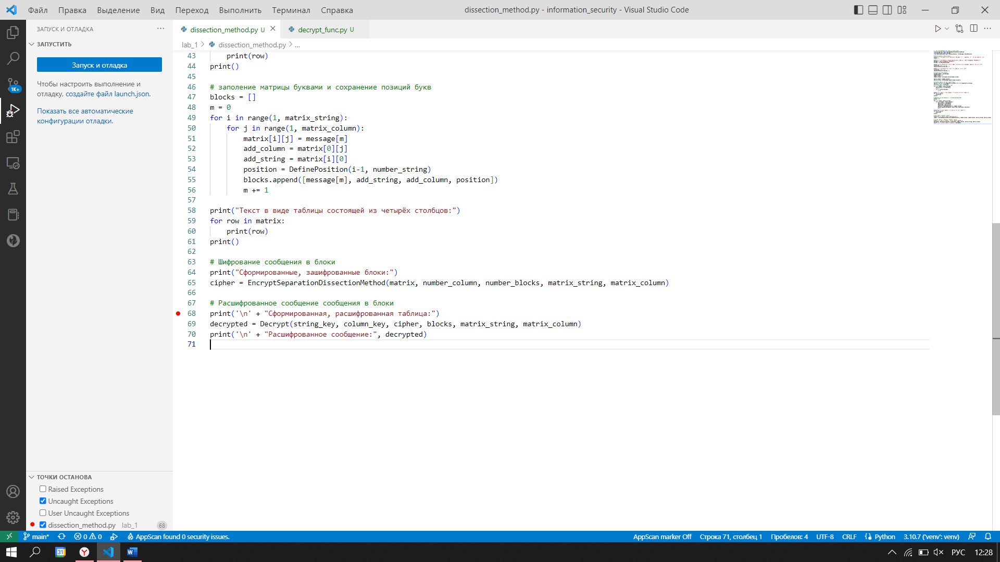 Файл Правка Выделение Вид Переход Выполнить Терминал Справка
dissection_method.py - information_security - Visual Studio Code
ЗАПУСК И ОТЛАДКА
ЗАПУСТИТЬ
Запуск и отладка
Чтобы настроить выполнение и
отладку, создайте файл launch.json.
Показать все автоматические
конфигурации отладки.
1K+
dissection_method.py U
decrypt_func.py U
lab_1 > dissection_method.py > ...
43 print(row)
44 print()
45
46 # заполение матрицы буквами и сохранение позиций букв
47 blocks = []
48 m = 0
49 for i in range(1, matrix_string):
50 for j in range(1, matrix_column):
51 matrix[i][j] = message[m]
52 add_column = matrix[0][j]
53 add_string = matrix[i][0]
54 position = DefinePosition(i-1, number_string)
55 blocks.append([message[m], add_string, add_column, position])
56 m += 1
57
58 print("Текст в виде таблицы состоящей из четырёх столбцов:")
59 for row in matrix:
60 print(row)
61 print()
62
63 # Шифрование сообщения в блоки
64 print("Сформированные, зашифрованные блоки:")
65 cipher = EncryptSeparationDissectionMethod(matrix, number_column, number_blocks, matrix_string, matrix_column)
66
67 # Расшифрованное сообщение сообщения в блоки
68 print('\n' + "Сформированная, расшифрованная таблица:")
69 decrypted = Decrypt(string_key, column_key, cipher, blocks, matrix_string, matrix_column)
70 print('\n' + "Расшифрованное сообщение:", decrypted)
71
ТОЧКИ ОСТАНОВА
Raised Exceptions
Uncaught Exceptions
User Uncaught Exceptions
dissection_method.py lab_1 68
main* 0 0 AppScan found 0 security issues.
AppScan marker Off Строка 71, столбец 1 Пробелов: 4 UTF-8 CRLF Python 3.10.7 ('venv': venv)
31 W РУС 12:28